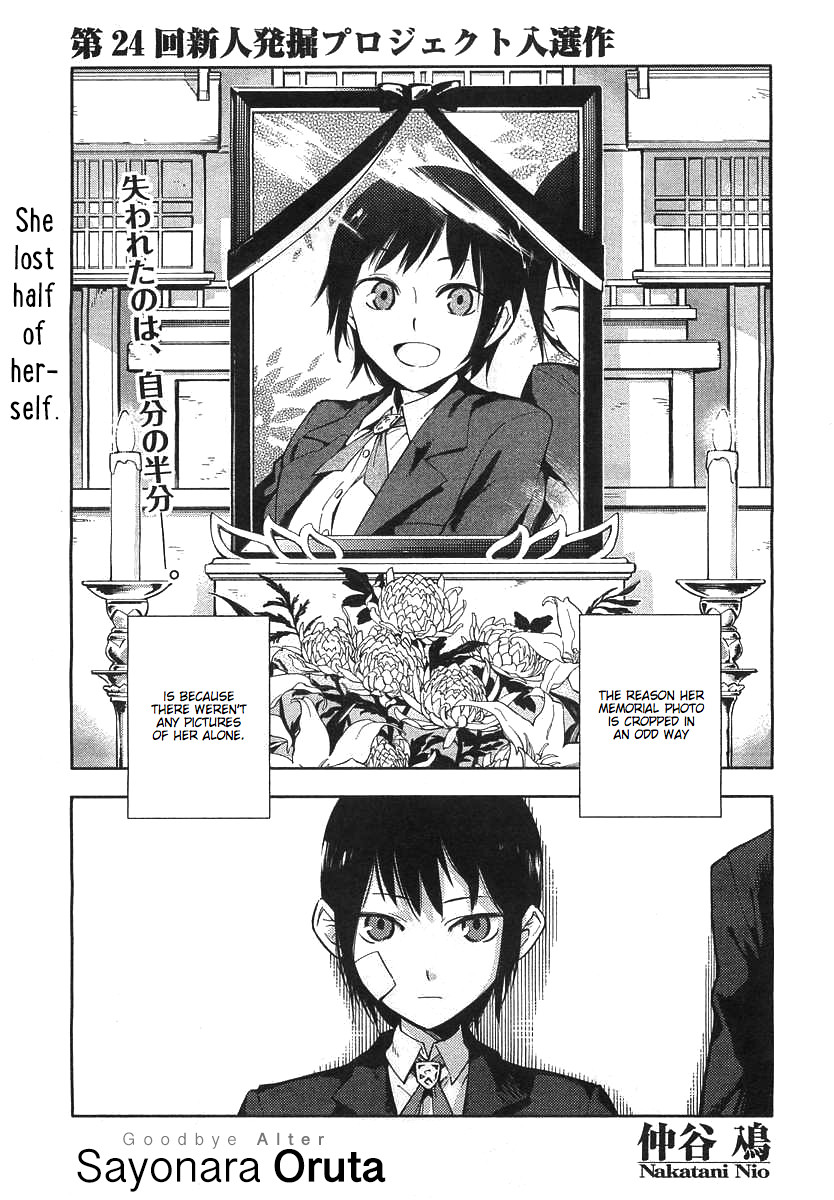 第24回新人発掘プロジェクト入選作
失われたのは、自分の半分。
She
lost
half
of
her-
self.
THE REASON HER
MEMORIAL PHOTO
IS CROPPED IN
AN ODD WAY
IS BECAUSE
THERE WEREN'T
ANY PICTURES
OF HER ALONE.
Goodbye Alter
Sayonara Oruta
仲谷 鳰
Nakatani Nio